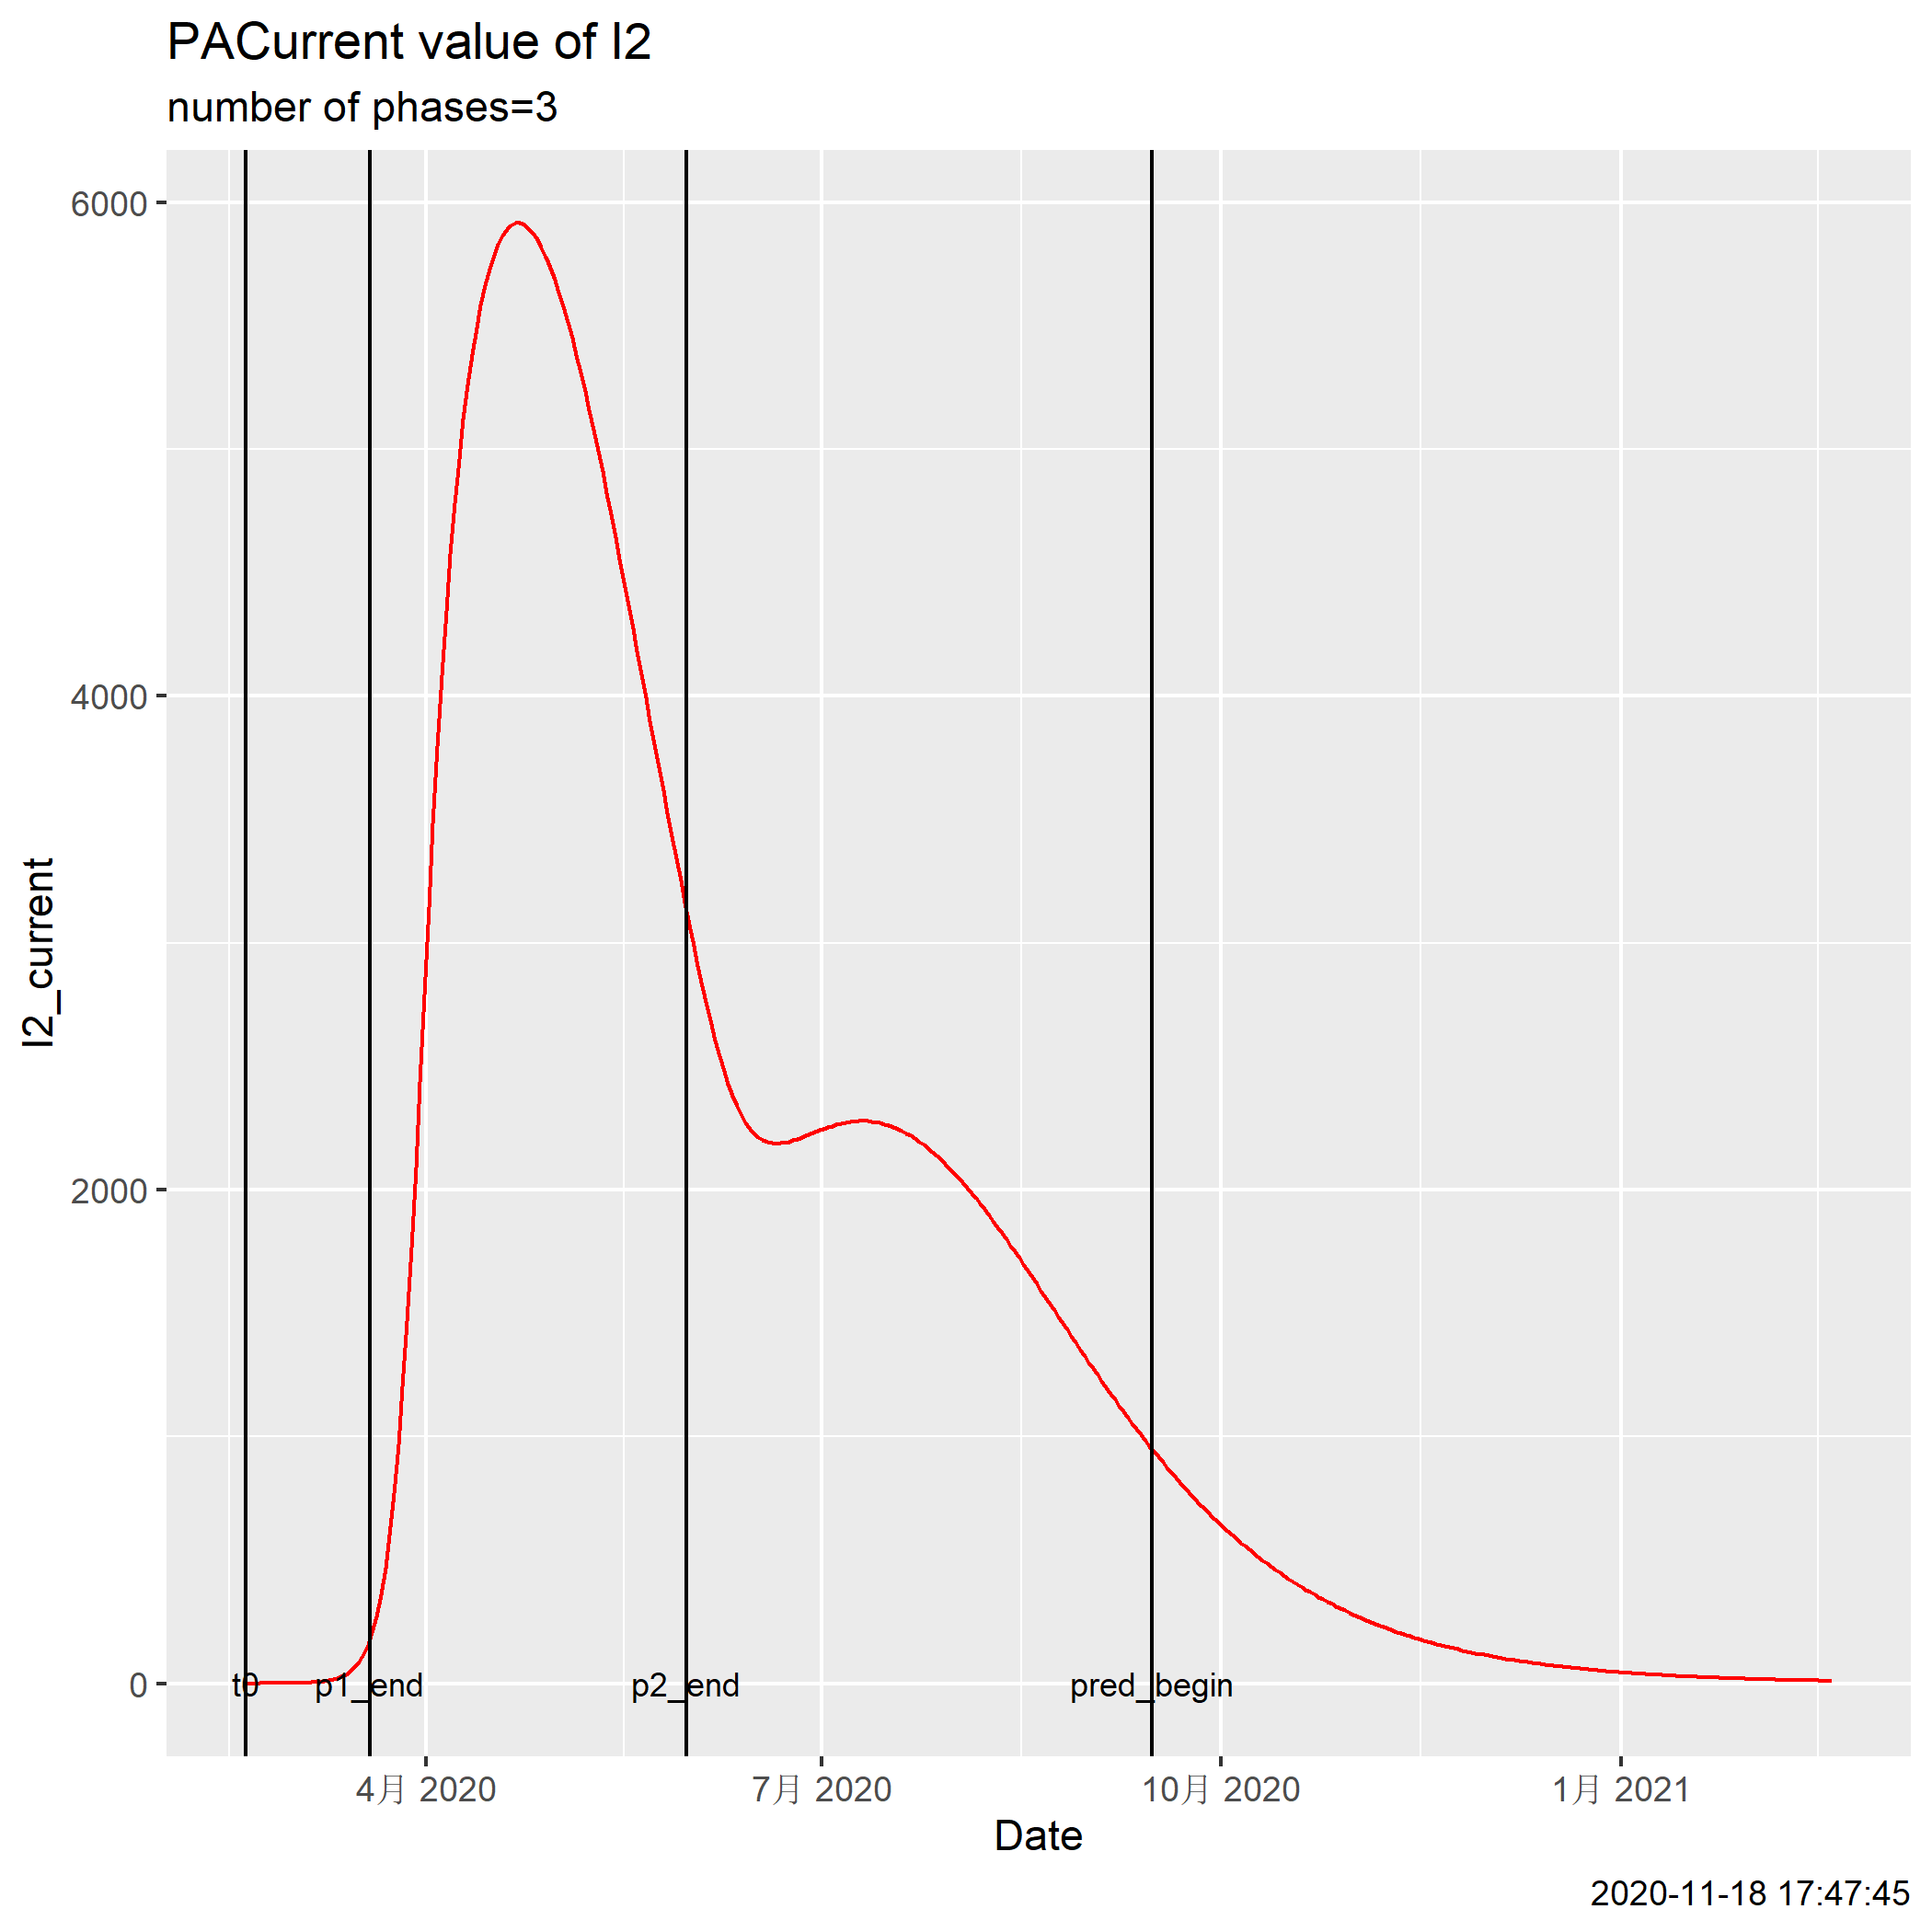 PACurrent value of I2
number of phases=3
6000
4000
2000
0
I2_current
t0
p1_end
p2_end
pred_begin
4月 2020
7月 2020
10月 2020
1月 2021
Date
2020-11-18 17:47:45